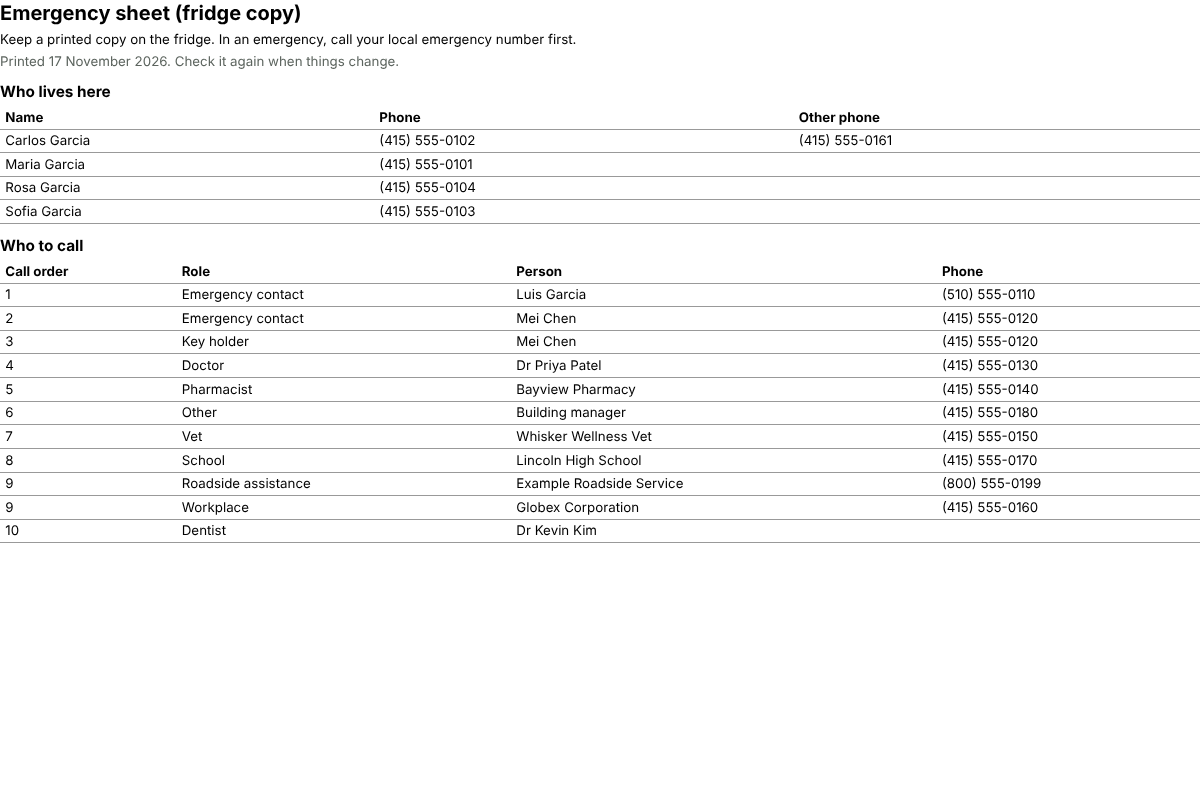 Emergency sheet (fridge copy)
Keep a printed copy on the fridge. In an emergency, call your local emergency number first.
Printed 17 November 2026. Check it again when things change.
Who lives here
Name Phone Other phone
Carlos Garcia (415) 555-0102 (415) 555-0161
Maria Garcia (415) 555-0101
Rosa Garcia (415) 555-0104
Sofia Garcia (415) 555-0103
Who to call
Call order Role Person Phone
1 Emergency contact Luis Garcia (510) 555-0110
2 Emergency contact Mei Chen (415) 555-0120
3 Key holder Mei Chen (415) 555-0120
4 Doctor Dr Priya Patel (415) 555-0130
5 Pharmacist Bayview Pharmacy (415) 555-0140
6 Other Building manager (415) 555-0180
7 Vet Whisker Wellness Vet (415) 555-0150
8 School Lincoln High School (415) 555-0170
9 Roadside assistance Example Roadside Service (800) 555-0199
9 Workplace Globex Corporation (415) 555-0160
10 Dentist Dr Kevin Kim